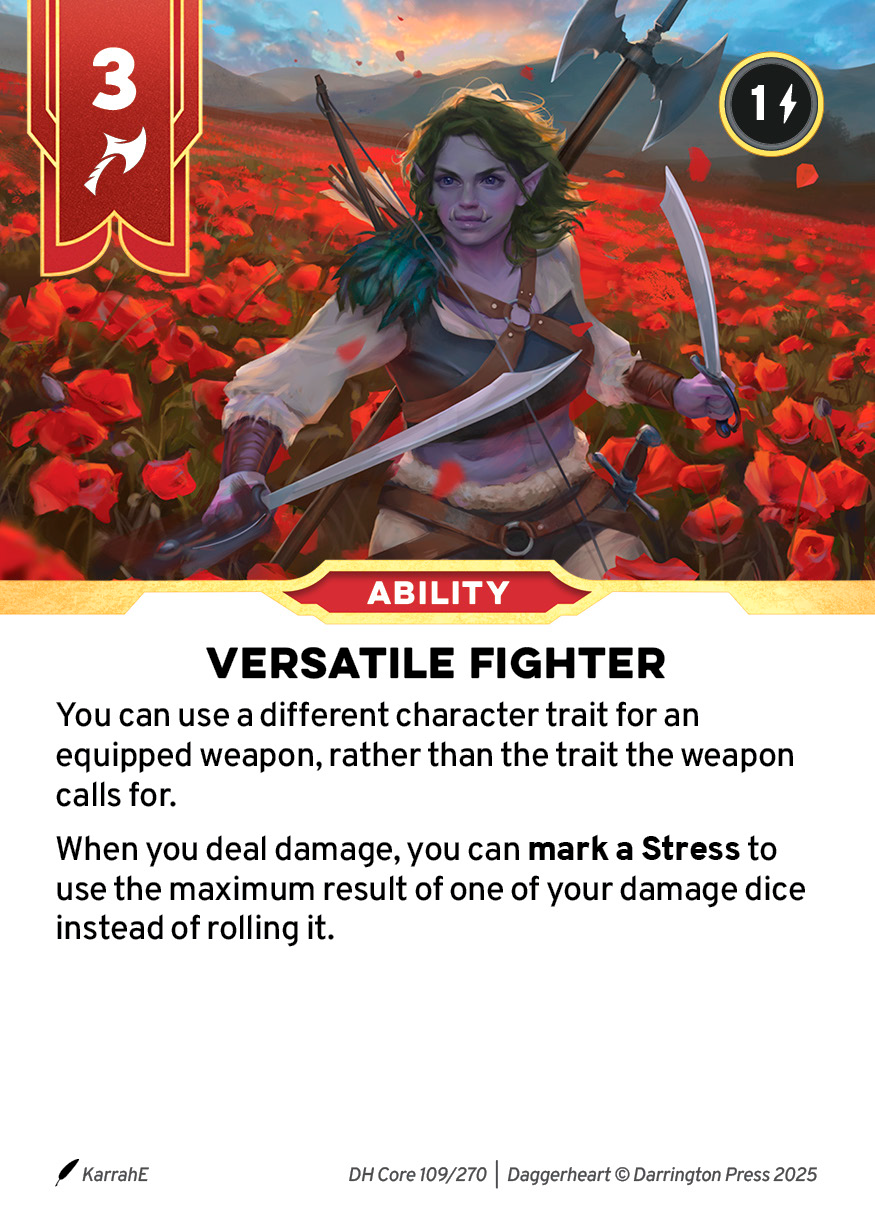 3
1
ABILITY
VERSATILE FIGHTER
You can use a different character trait for an
equipped weapon, rather than the trait the weapon
calls for.
When you deal damage, you can mark a Stress to
use the maximum result of one of your damage dice
instead of rolling it.
KarrahE
DH Core 109/270 | Daggerheart © Darrington Press 2025